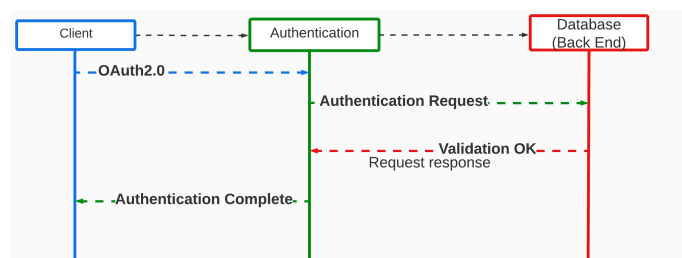 Client
Authentication
Database
(Back End)
OAuth2.0
Authentication Request
Validation OK
Request response
Authentication Complete